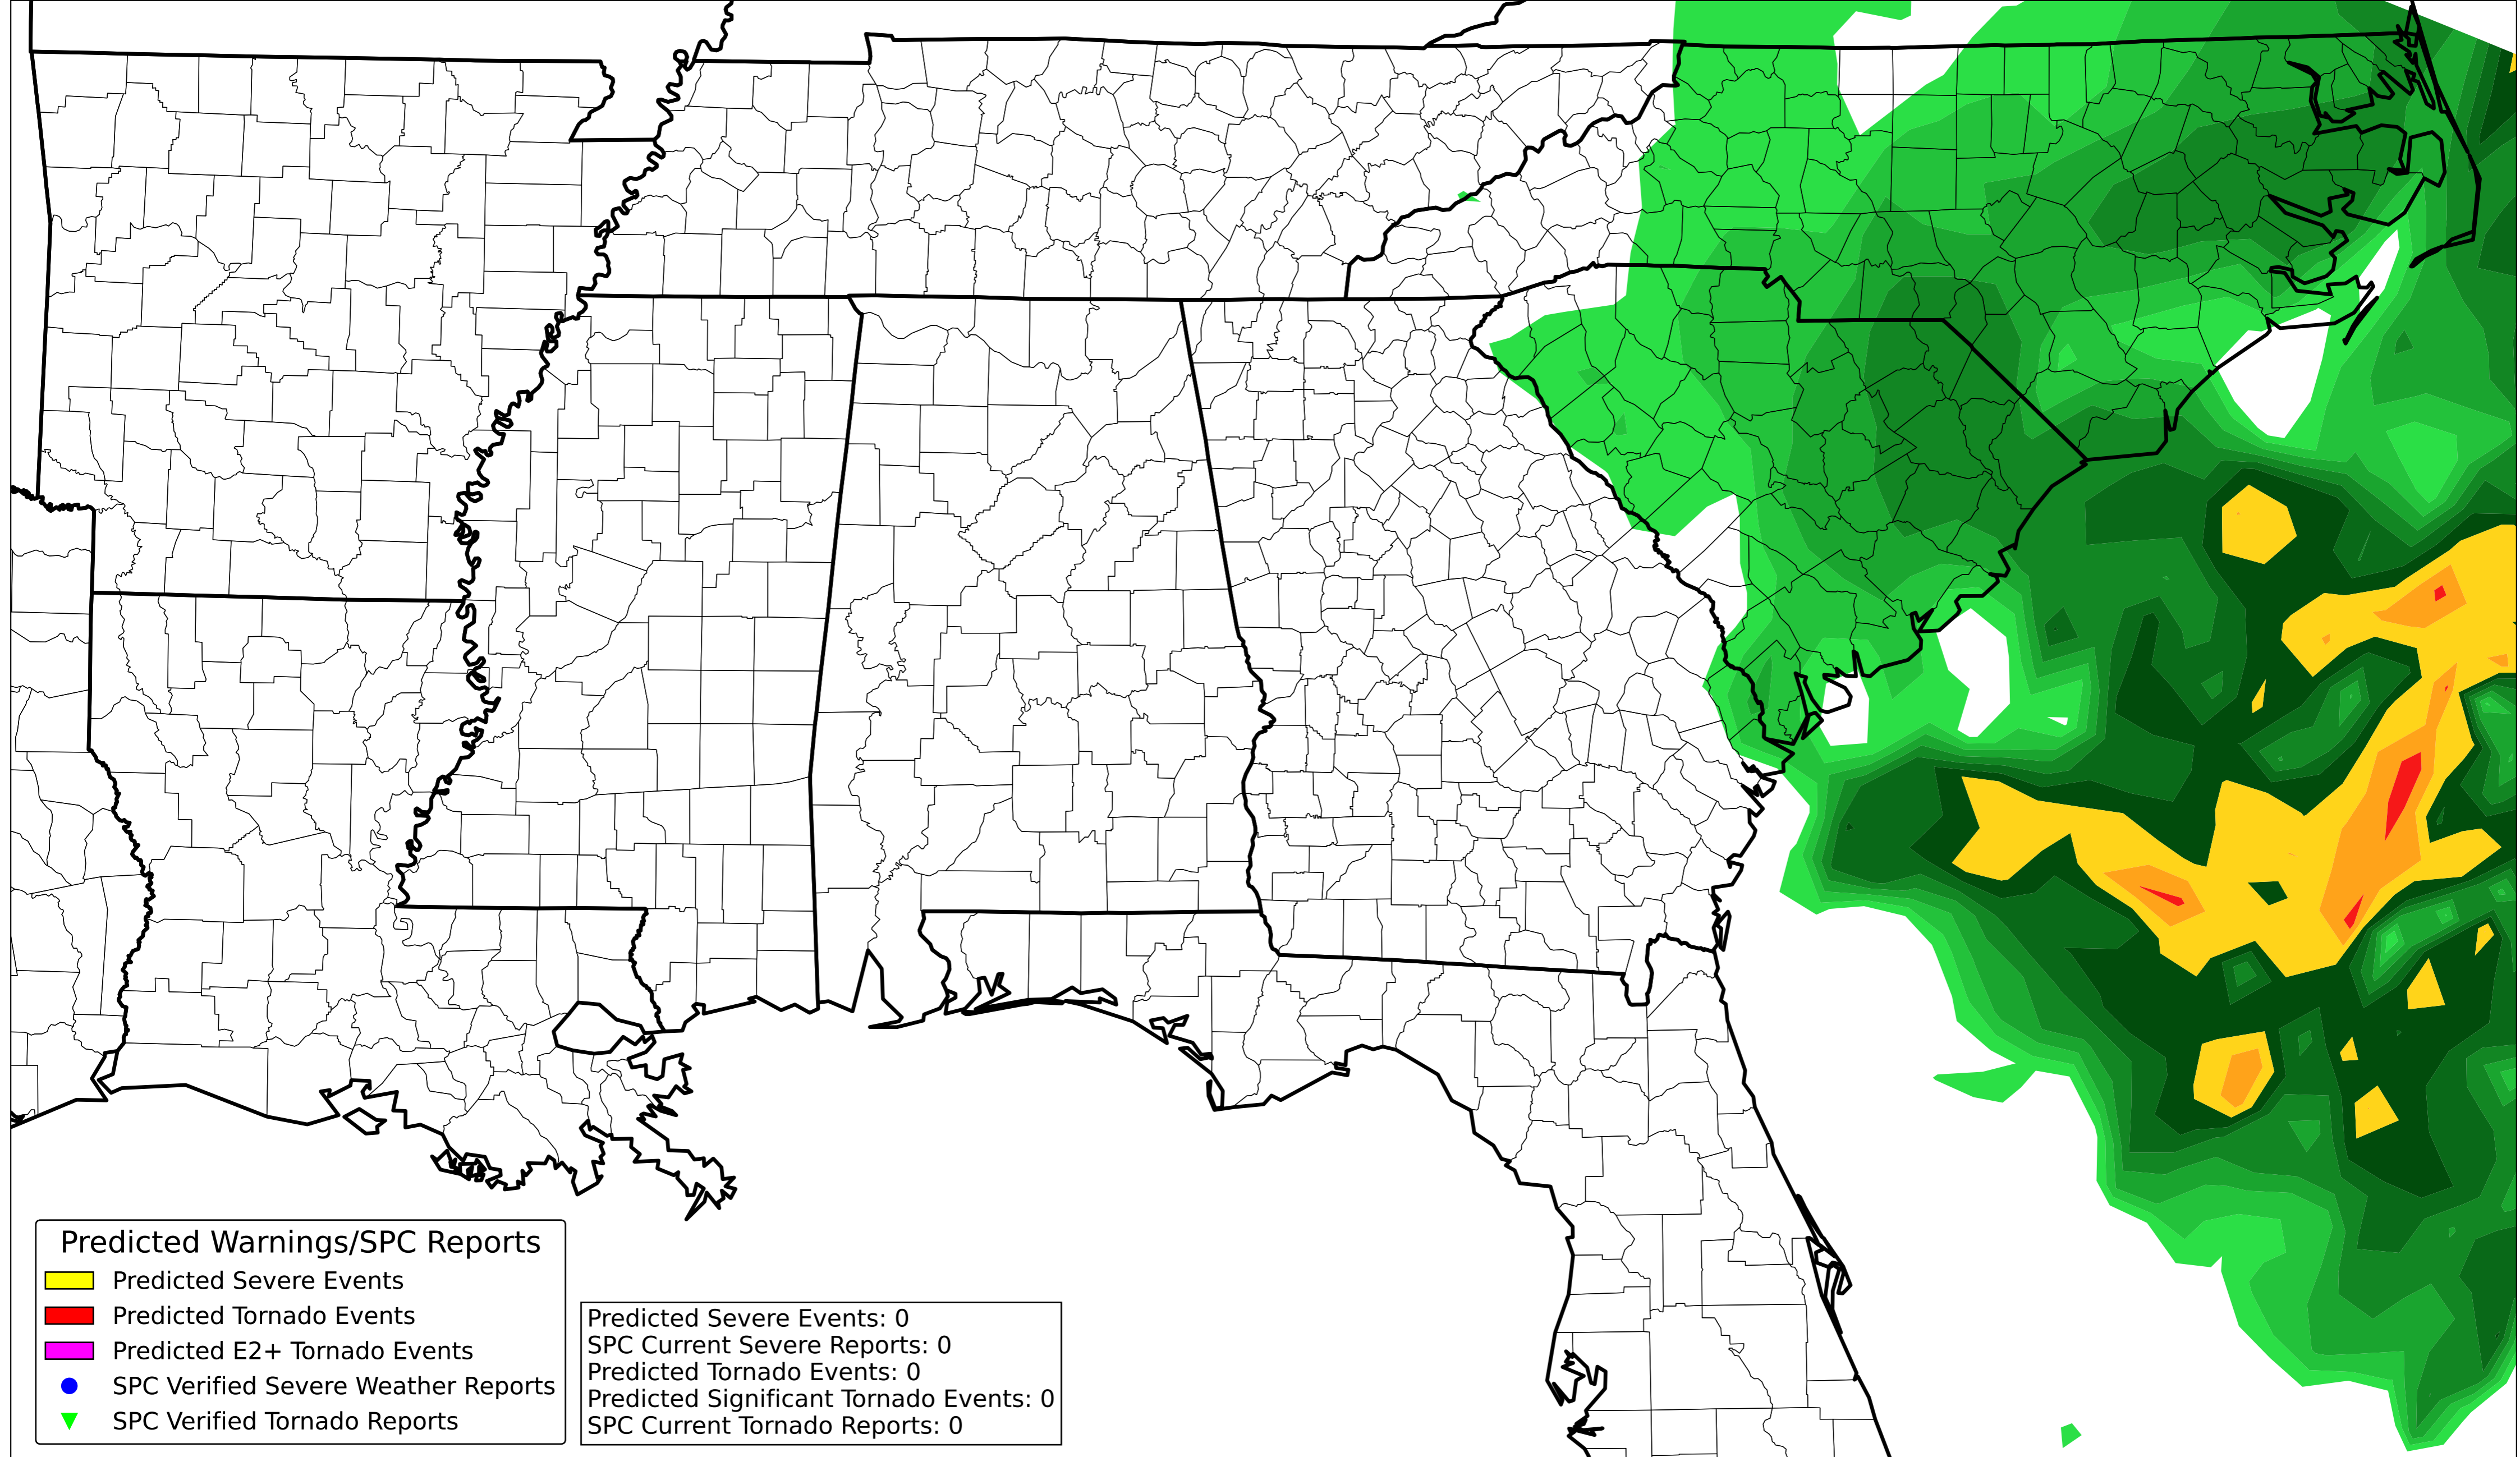 Predicted Warnings/SPC Reports
Predicted Severe Events
Predicted Tornado Events
Predicted E2+ Tornado Events
SPC Verified Severe Weather Reports
SPC Verified Tornado Reports
Predicted Severe Events: 0
SPC Current Severe Reports: 0
Predicted Tornado Events: 0
Predicted Significant Tornado Events: 0
SPC Current Tornado Reports: 0